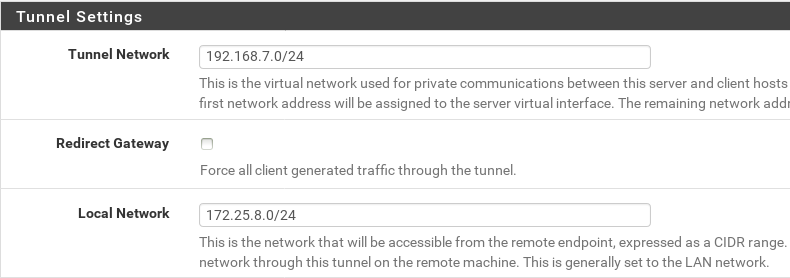 Tunnel Settings
Tunnel Network
192.168.7.0/24
This is the virtual network used for private communications between this server and client hosts
first network address will be assigned to the server virtual interface. The remaining network
Redirect Gateway
Force all client generated traffic through the tunnel.
Local Network
172.25.8.0/24
This is the network that will be accessible from the remote endpoint, expressed as a CIDR range.
network through this tunnel on the remote machine. This is generally set to the LAN network.